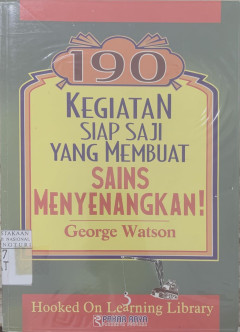 190
KEGIATAN
SIAP SAJI
YANG MEMBUAT
SAINS
MENYENANGKAN!
George Watson
Hooked On Learning Library